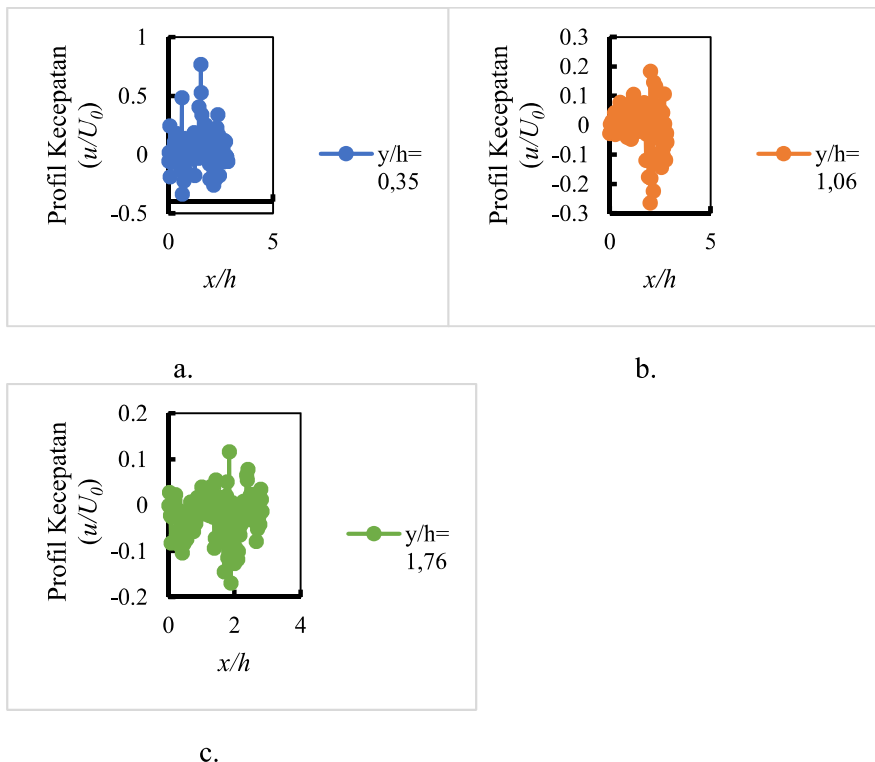 1
0.5
0
-0.5
Profil Kecepatan
(u/U0)
0
5
x/h
y/h=
0,35
a.
0.3
0.2
0.1
0
-0.1
-0.2
-0.3
Profil Kecepatan
(u/U0)
0
5
x/h
y/h=
1,06
b.
0.2
0.1
0
-0.1
-0.2
Profil Kecepatan
(u/U0)
0
2
4
x/h
y/h=
1,76
c.